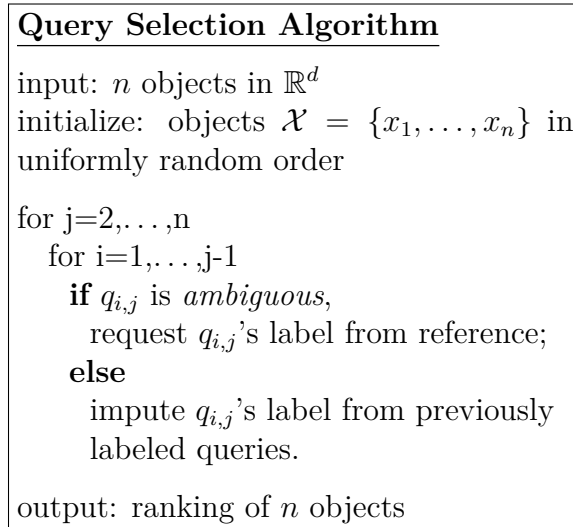 Query Selection Algorithm
input: n objects in ℝ^d
initialize: objects 𝒳 = {x_1, . . . , x_n} in
uniformly random order
for j=2,. . . ,n
for i=1,. . . ,j-1
if q_{i,j} is ambiguous,
request q_{i,j}'s label from reference;
else
impute q_{i,j}'s label from previously
labeled queries.
output: ranking of n objects